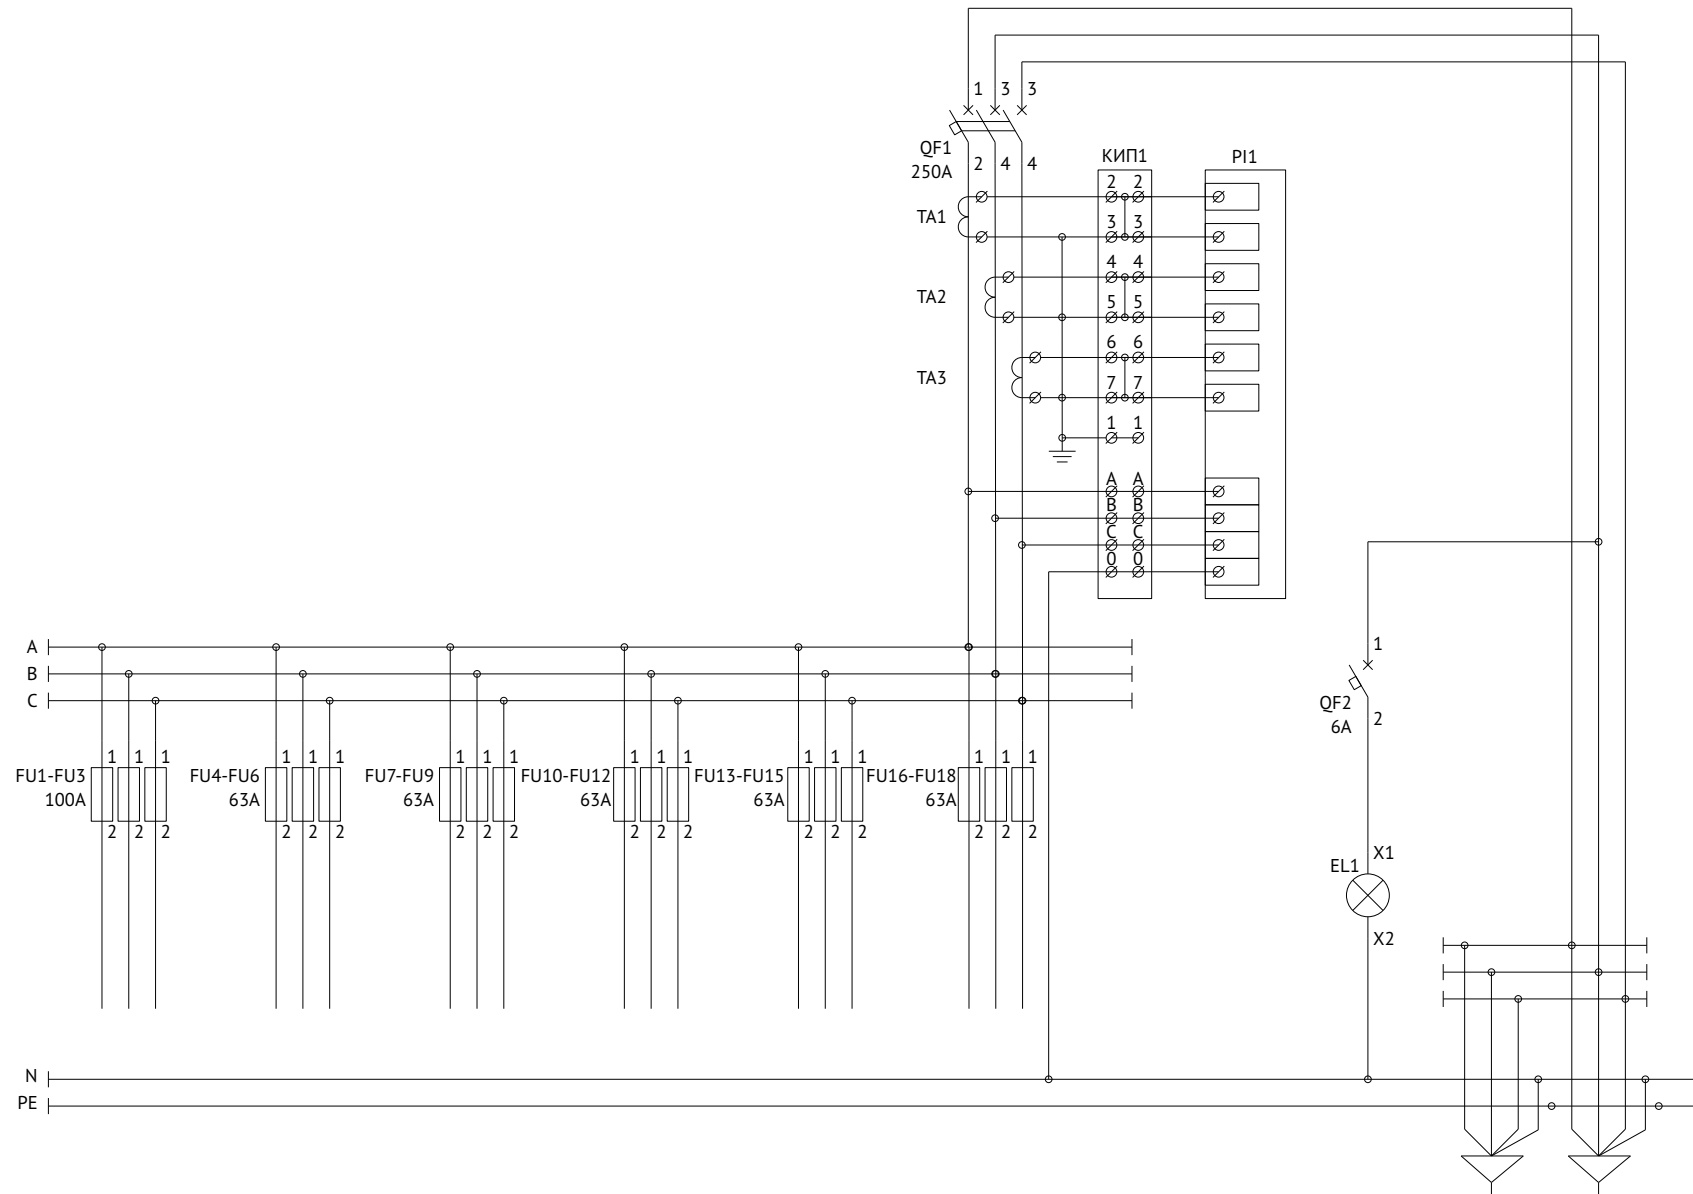 1 3 3
QF1
250A
2 4 4
КИП1
PI1
2 2
TA1
3 3
4 4
TA2
5 5
6 6
TA3
7 7
1 1
A A
B B
C C
0 0
A
B
C
1
QF2
6A
2
1 1 1 1 1 1 1 1 1 1 1 1 1 1 1 1 1 1
FU1-FU3 FU4-FU6 FU7-FU9 FU10-FU12 FU13-FU15 FU16-FU18
100A 63A 63A 63A 63A 63A
2 2 2 2 2 2 2 2 2 2 2 2 2 2 2 2 2 2
X1
EL1
X2
N
PE